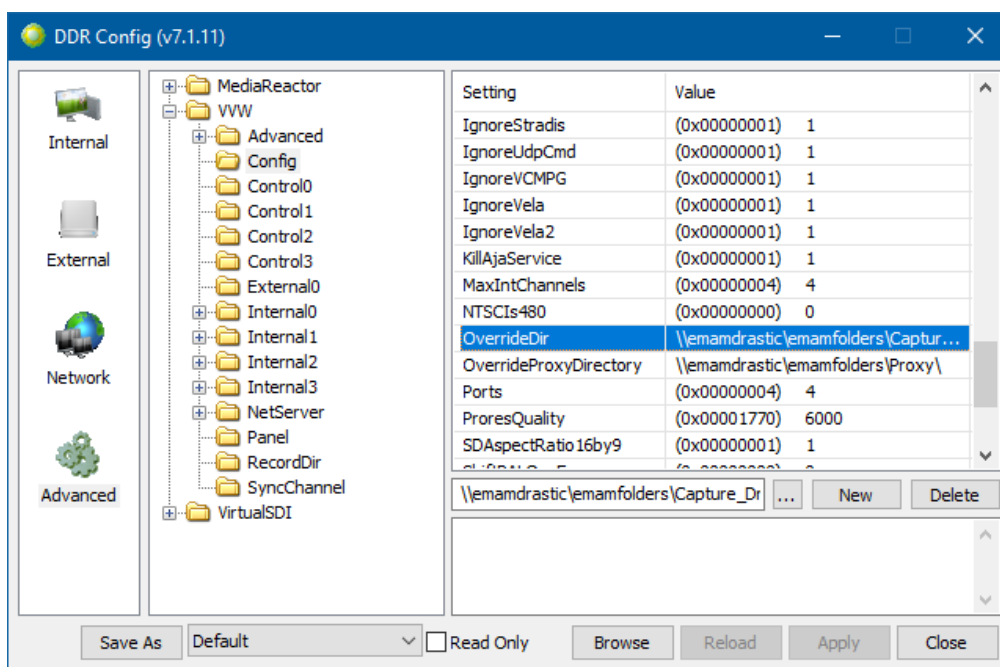 DDR Config (v7.1.11)
Internal
External
Network
Advanced
MediaReactor
VVW
Advanced
Config
Control0
Control1
Control2
Control3
External0
Internal0
Internal1
Internal2
Internal3
NetServer
Panel
RecordDir
SyncChannel
VirtualSDI
Setting Value
IgnoreStradis (0x00000001) 1
IgnoreUdpCmd (0x00000001) 1
IgnoreVCMPG (0x00000001) 1
IgnoreVela (0x00000001) 1
IgnoreVela2 (0x00000001) 1
KillAjaService (0x00000001) 1
MaxIntChannels (0x00000004) 4
NTSCIs480 (0x00000000) 0
OverrideDir \\emamdrastic\emamfolders\Captur...
OverrideProxyDirectory \\emamdrastic\emamfolders\Proxy\
Ports (0x00000004) 4
ProresQuality (0x00001770) 6000
SDAspectRatio16by9 (0x00000001) 1
\\emamdrastic\emamfolders\Capture_Dr ... New Delete
Save As Default Read Only Browse Reload Apply Close